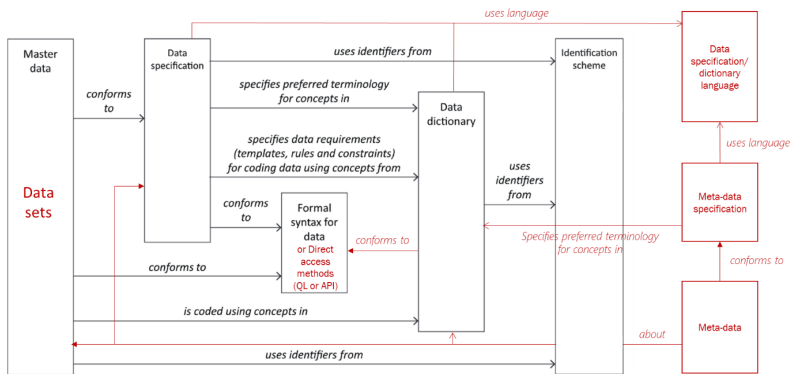 uses language
Master
data
Data
specification
uses identifiers from
Identification
scheme
Data
specification/
dictionary
language
conforms
to
specifies preferred terminology
for concepts in
Data
dictionary
specifies data requirements
(templates, rules and constraints)
for coding data using concepts from
uses language
uses
identifiers
from
Data
sets
Meta-data
specification
conforms
to
Formal
syntax for
data
or Direct
access
methods
(QL or API)
conforms to
Specifies preferred terminology
for concepts in
conforms to
conforms to
is coded using concepts in
about
Meta-data
uses identifiers from